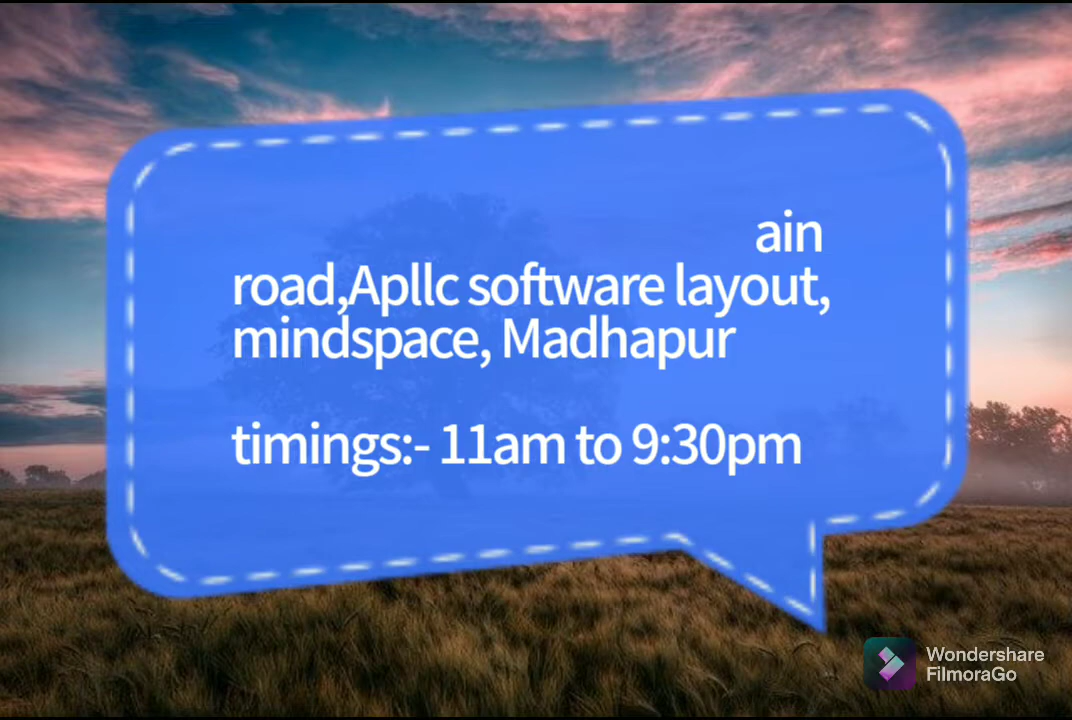 ain
road,Apllc software layout,
mindspace, Madhapur
timings:- 11am to 9:30pm
Wondershare
FilmoraGo